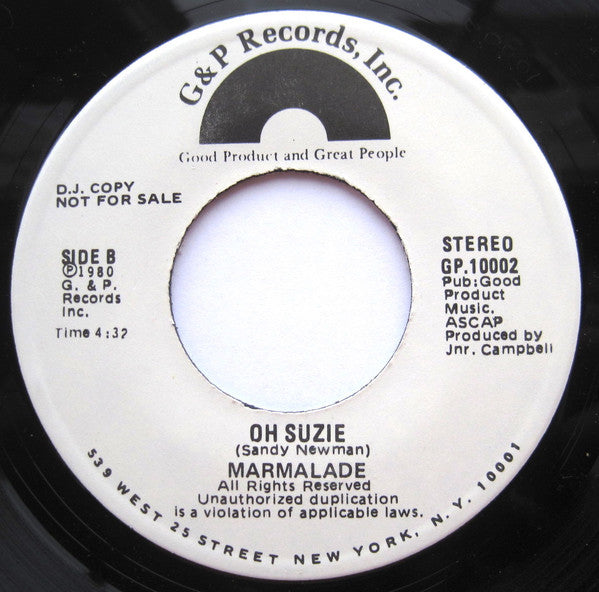 G&P Records, Inc.
Good Product and Great People
D.J. COPY
NOT FOR SALE
SIDE B
℗1980
G. & P.
Records
Inc.
Time 4:32
STEREO
GP.10002
Pub:Good
Product
Music.
ASCAP
Produced by
Jnr. Campbell
OH SUZIE
(Sandy Newman)
MARMALADE
All Rights Reserved
Unauthorized duplication
is a violation of applicable laws.
539 WEST 25 STREET NEW YORK, N.Y. 10001